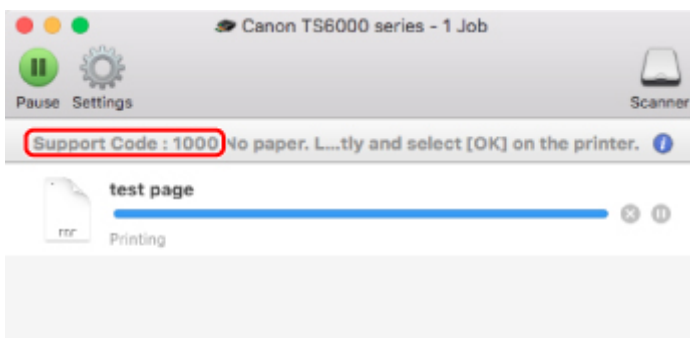 Canon TS6000 series - 1 Job
Pause Settings Scanner
Support Code : 1000 No paper. L...tly and select [OK] on the printer.
test page
Printing